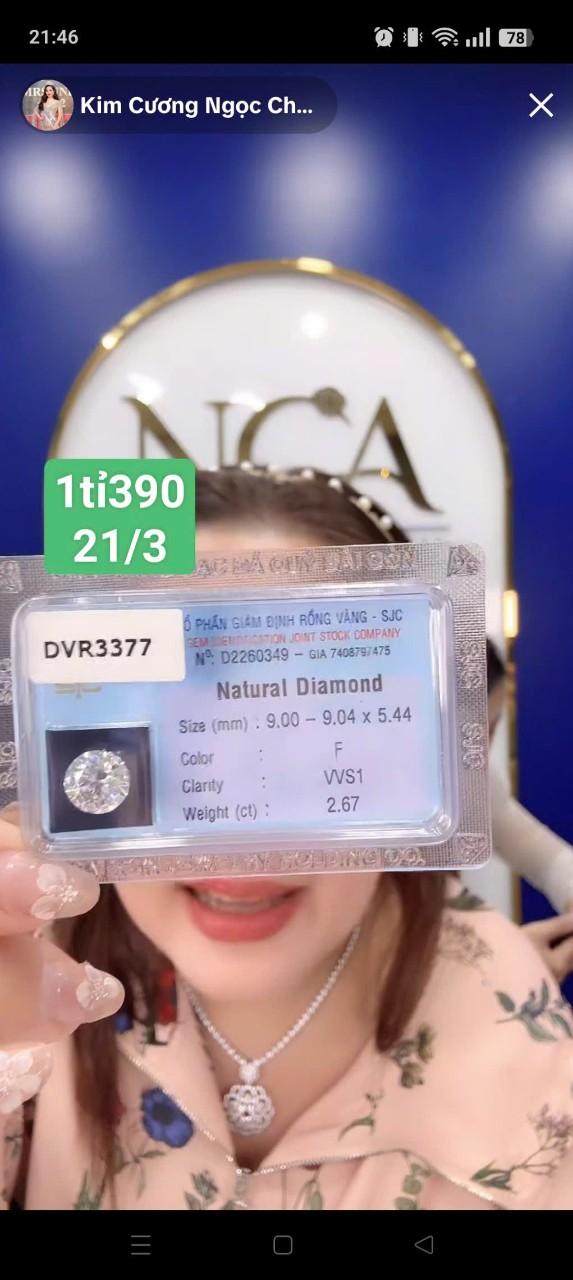 21:46
78
Kim Cương Ngọc Ch...
NCA
1tỉ390
21/3
DVR3377
Ổ PHẦN GIÁM ĐỊNH RỒNG VÀNG - SJC
GEM IDENTIFICATION JOINT STOCK COMPANY
Nº: D2260349 - GIA 740879/475
Natural Diamond
Size (mm) : 9.00 - 9.04 x 5.44
Color : F
Clarity : VVS1
Weight (ct) : 2.67